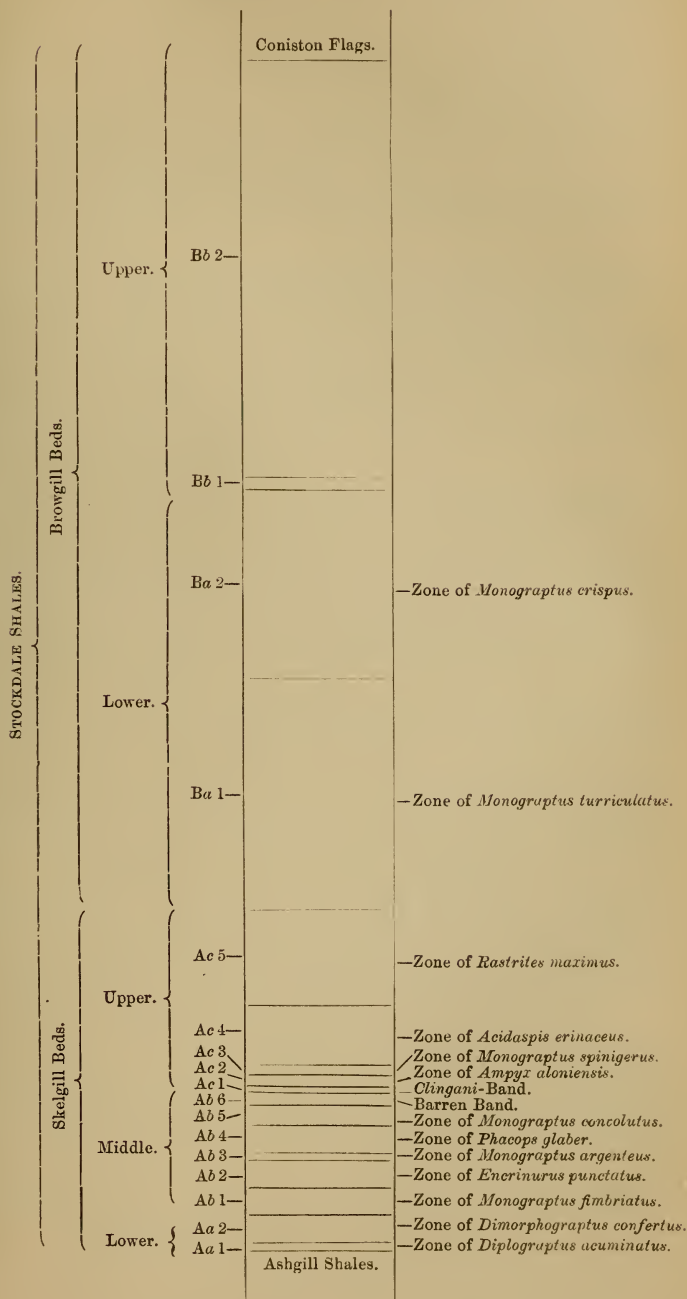 Coniston Flags.
STOCKDALE SHALES.
Browgill Beds.
Upper.
Bb 2
Bb 1
Lower.
Ba 2
Zone of Monograptus crispus.
Ba 1
Zone of Monograptus turriculatus.
Skelgill Beds.
Upper.
Ac 5
Zone of Rastrites maximus.
Ac 4
Zone of Acidaspis erinaceus.
Ac 3
Zone of Monograptus spinigerus.
Ac 2
Zone of Ampyx aloniensis.
Ac 1
Clingani-Band.
Middle.
Ab 6
Barren Band.
Ab 5
Zone of Monograptus concolutus.
Ab 4
Zone of Phacops glaber.
Ab 3
Zone of Monograptus argenteus.
Ab 2
Zone of Encrinurus punctatus.
Ab 1
Zone of Monograptus fimbriatus.
Lower.
Aa 2
Zone of Dimorphograptus confertus.
Aa 1
Zone of Diplograptus acuminatus.
Ashgill Shales.